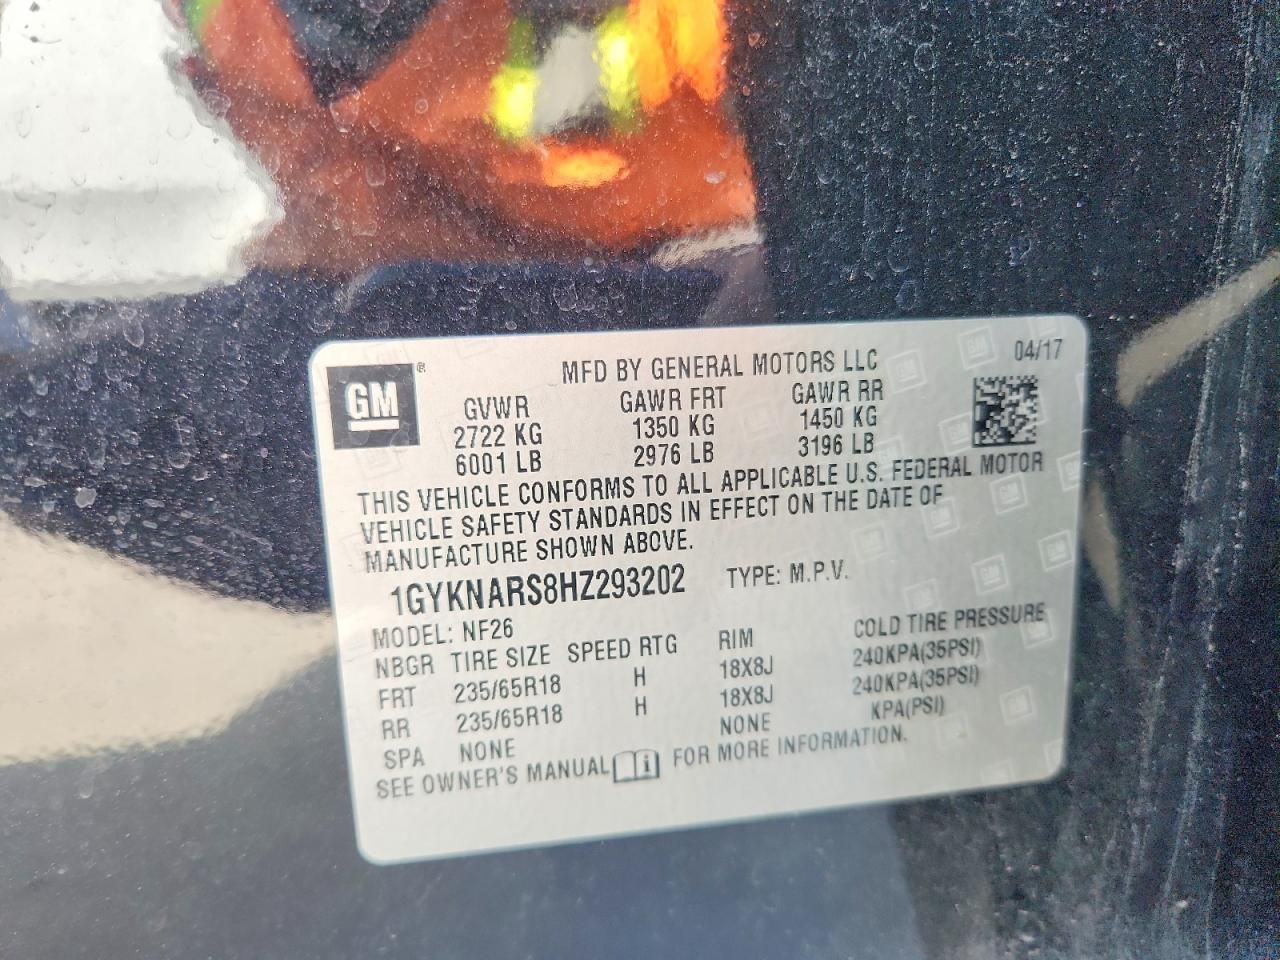 GM®
MFD BY GENERAL MOTORS LLC
04/17
GVWR GAWR FRT GAWR RR
2722 KG 1350 KG 1450 KG
6001 LB 2976 LB 3196 LB
THIS VEHICLE CONFORMS TO ALL APPLICABLE U.S. FEDERAL MOTOR
VEHICLE SAFETY STANDARDS IN EFFECT ON THE DATE OF
MANUFACTURE SHOWN ABOVE.
1GYKNARS8HZ293202 TYPE: M.P.V.
MODEL: NF26
NBGR TIRE SIZE SPEED RTG RIM COLD TIRE PRESSURE
FRT 235/65R18 H 18X8J 240KPA(35PSI)
RR 235/65R18 H 18X8J 240KPA(35PSI)
SPA NONE NONE KPA(PSI)
SEE OWNER'S MANUAL FOR MORE INFORMATION.